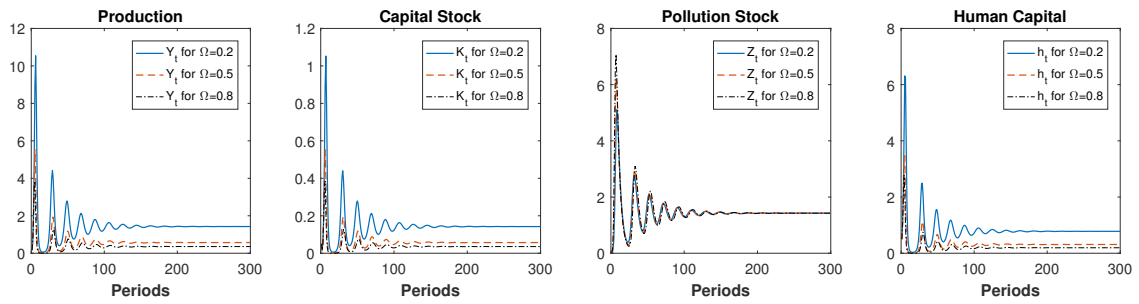 Production
12
10
8
6
4
2
0
0 100 200 300
Periods
Y_t for Ω=0.2
Y_t for Ω=0.5
Y_t for Ω=0.8
Capital Stock
1.2
1
0.8
0.6
0.4
0.2
0
0 100 200 300
Periods
K_t for Ω=0.2
K_t for Ω=0.5
K_t for Ω=0.8
Pollution Stock
8
6
4
2
0
0 100 200 300
Periods
Z_t for Ω=0.2
Z_t for Ω=0.5
Z_t for Ω=0.8
Human Capital
8
6
4
2
0
0 100 200 300
Periods
h_t for Ω=0.2
h_t for Ω=0.5
h_t for Ω=0.8